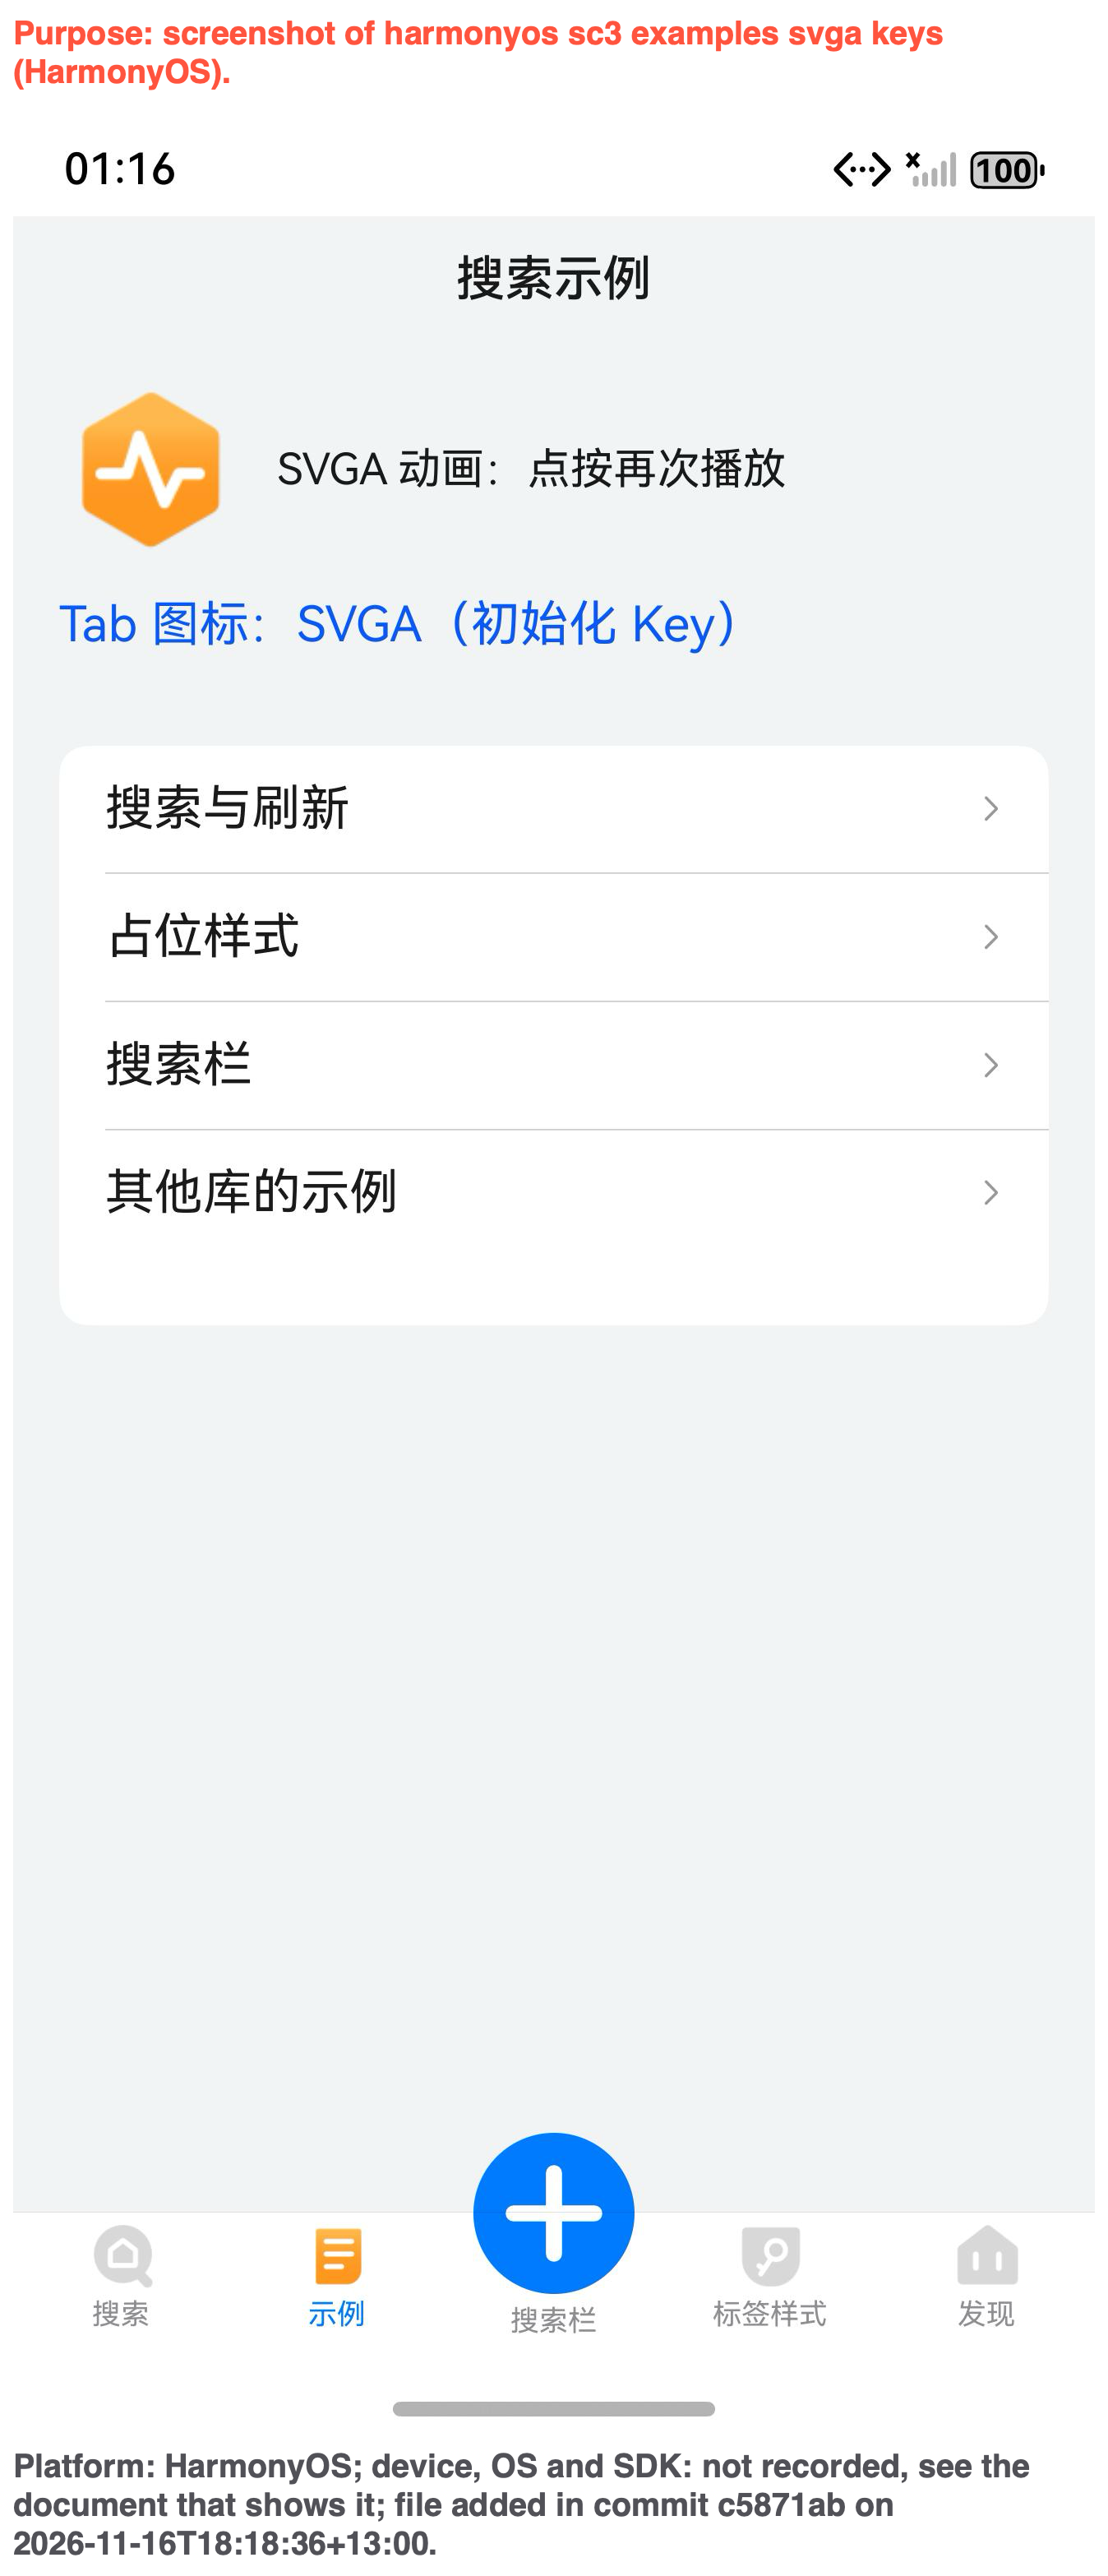 Purpose: screenshot of harmonyos sc3 examples svga keys
(HarmonyOS).
01:16
100
搜索示例
SVGA 动画：点按再次播放
Tab 图标：SVGA（初始化 Key）
搜索与刷新
占位样式
搜索栏
其他库的示例
搜索
示例
搜索栏
标签样式
发现
Platform: HarmonyOS; device, OS and SDK: not recorded, see the
document that shows it; file added in commit c5871ab on
2026-11-16T18:18:36+13:00.